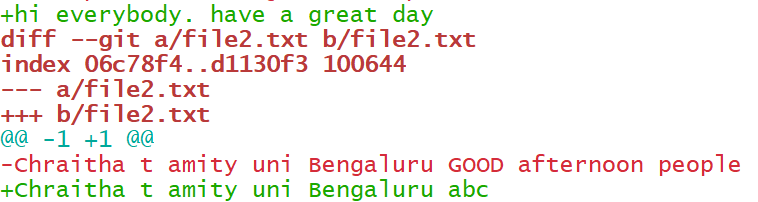 +hi everybody. have a great day
diff --git a/file2.txt b/file2.txt
index 06c78f4..d1130f3 100644
--- a/file2.txt
+++ b/file2.txt
@@ -1 +1 @@
-Chraitha t amity uni Bengaluru GOOD afternoon people
+Chraitha t amity uni Bengaluru abc